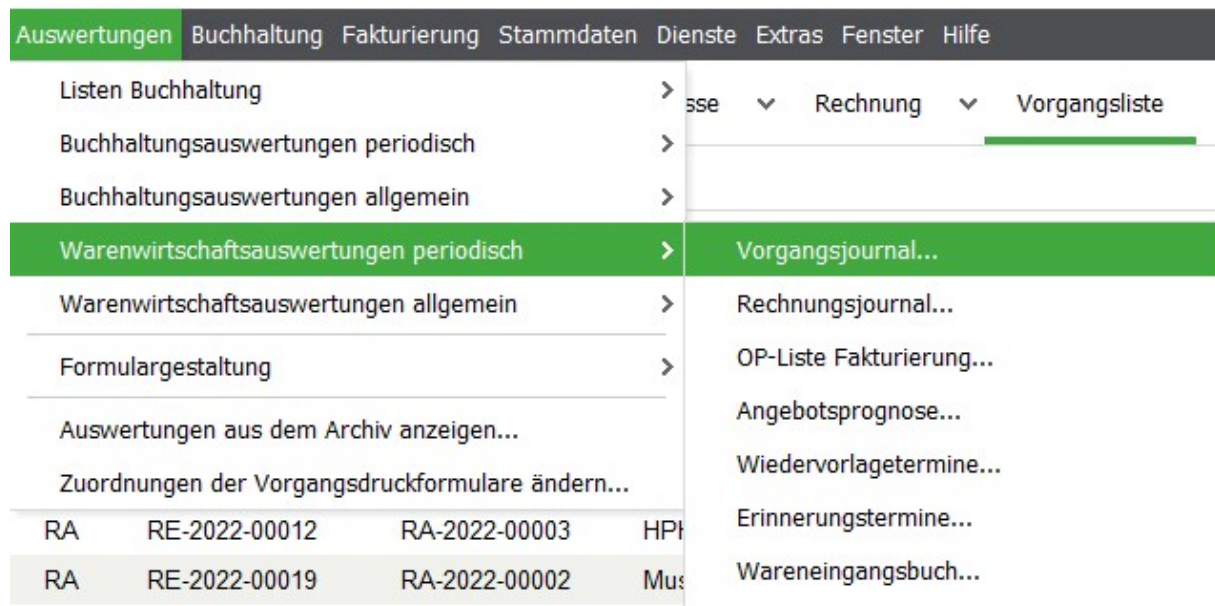 Auswertungen Buchhaltung Fakturierung Stammdaten Dienste Extras Fenster Hilfe
Listen Buchhaltung
Rechnung Vorgangsliste
Buchhaltungsauswertungen periodisch
Buchhaltungsauswertungen allgemein
Warenwirtschaftsauswertungen periodisch
Warenwirtschaftsauswertungen allgemein
Formulargestaltung
Auswertungen aus dem Archiv anzeigen...
Zuordnungen der Vorgangsdruckformulare ändern...
Vorgangsjournal...
Rechnungsjournal...
OP-Liste Fakturierung...
Angebotsprognose...
Wiedervorlagetermine...
Erinnerungstermine...
Wareneingangsbuch...
RA RE-2022-00012 RA-2022-00003
RA RE-2022-00019 RA-2022-00002